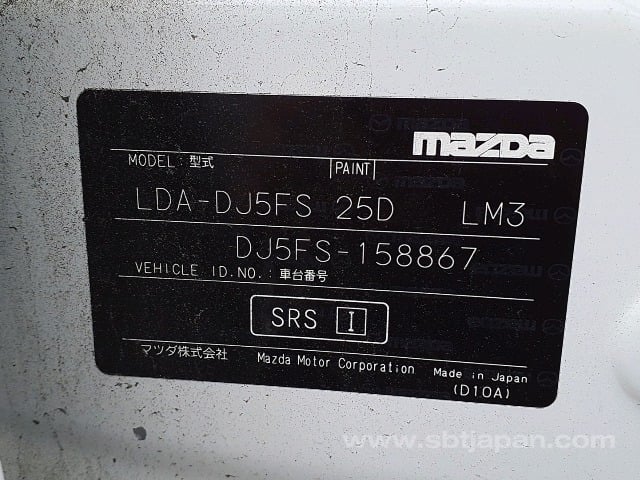 mazda
MODEL:型式 PAINT
LDA-DJ5FS 25D LM3
DJ5FS-158867
VEHICLE ID.NO.:車台番号
SRS I
マツダ株式会社 Mazda Motor Corporation Made in Japan
(D10A)
www.sbtjapan.com